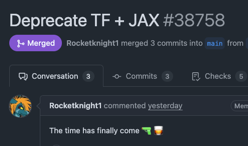 Deprecate TF + JAX #38758
Merged
Rocketknight1 merged 3 commits into main from
Conversation 3
Commits 3
Checks 5
Rocketknight1 commented yesterday
Mem
The time has finally come 🔫 🥃